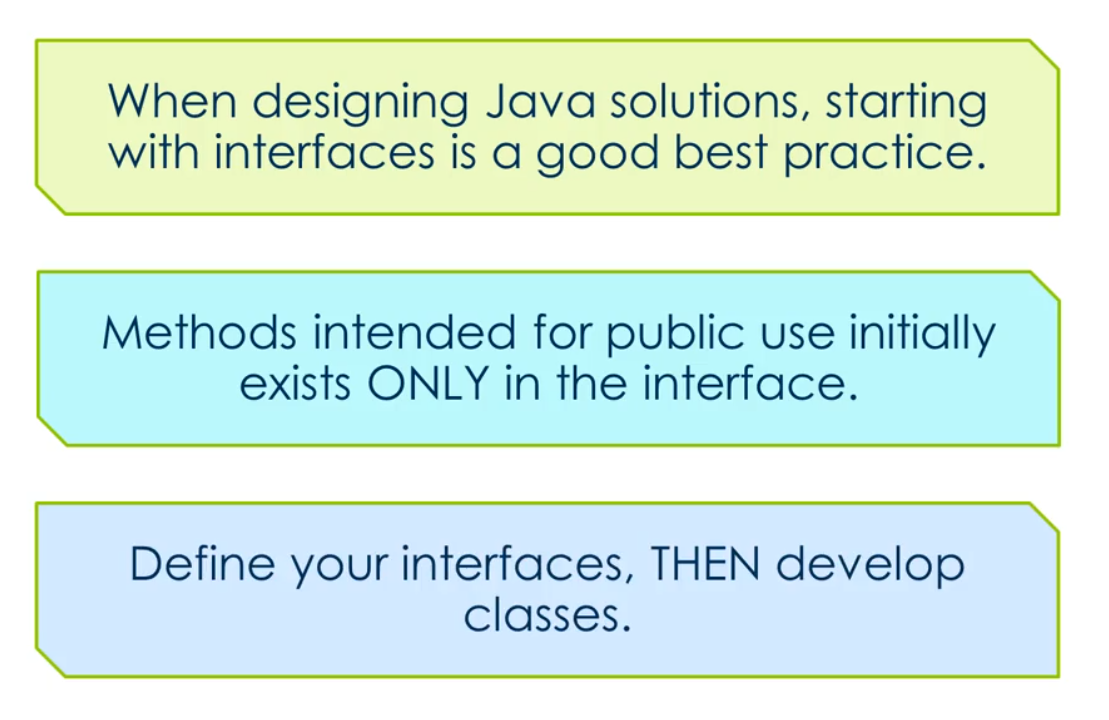 When designing Java solutions, starting
with interfaces is a good best practice.
Methods intended for public use initially
exists ONLY in the interface.
Define your interfaces, THEN develop
classes.